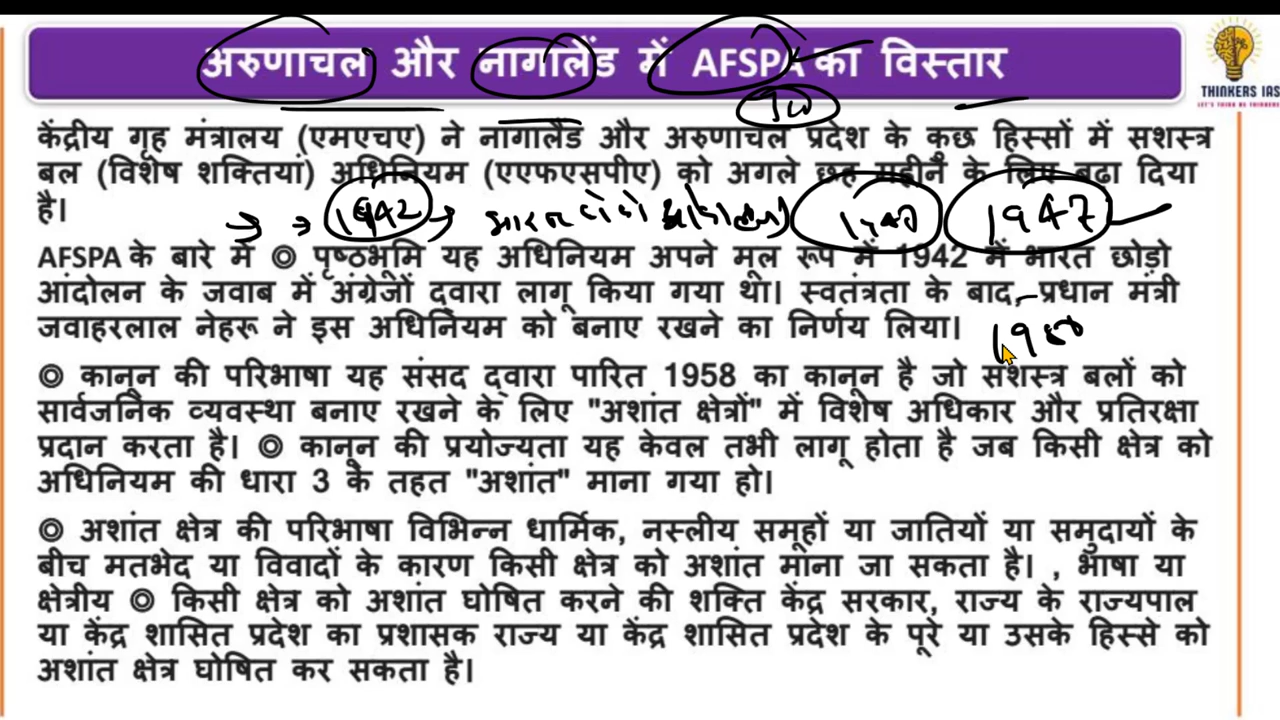 अरुणाचल और नागालैंड में AFSPA का विस्तार
THINKERS IAS
LET'S THINK BE THINKERS
केंद्रीय गृह मंत्रालय (एमएचए) ने नागालैंड और अरुणाचल प्रदेश के कुछ हिस्सों में सशस्त्र
बल (विशेष शक्तियां) अधिनियम (एएफएसपीए) को अगले छह महीने के लिए बढ़ा दिया
है।
1942 1947 1947
AFSPA के बारे में ◎ पृष्ठभूमि यह अधिनियम अपने मूल रूप में 1942 में भारत छोड़ो
आंदोलन के जवाब में अंग्रेजों द्वारा लागू किया गया था। स्वतंत्रता के बाद, प्रधान मंत्री
जवाहरलाल नेहरू ने इस अधिनियम को बनाए रखने का निर्णय लिया।
◎ कानून की परिभाषा यह संसद द्वारा पारित 1958 का कानून है जो सशस्त्र बलों को
सार्वजनिक व्यवस्था बनाए रखने के लिए "अशांत क्षेत्रों" में विशेष अधिकार और प्रतिरक्षा
प्रदान करता है। ◎ कानून की प्रयोज्यता यह केवल तभी लागू होता है जब किसी क्षेत्र को
अधिनियम की धारा 3 के तहत "अशांत" माना गया हो।
◎ अशांत क्षेत्र की परिभाषा विभिन्न धार्मिक, नस्लीय समूहों या जातियों या समुदायों के
बीच मतभेद या विवादों के कारण किसी क्षेत्र को अशांत माना जा सकता है। , भाषा या
क्षेत्रीय ◎ किसी क्षेत्र को अशांत घोषित करने की शक्ति केंद्र सरकार, राज्य के राज्यपाल
या केंद्र शासित प्रदेश का प्रशासक राज्य या केंद्र शासित प्रदेश के पूरे या उसके हिस्से को
अशांत क्षेत्र घोषित कर सकता है।